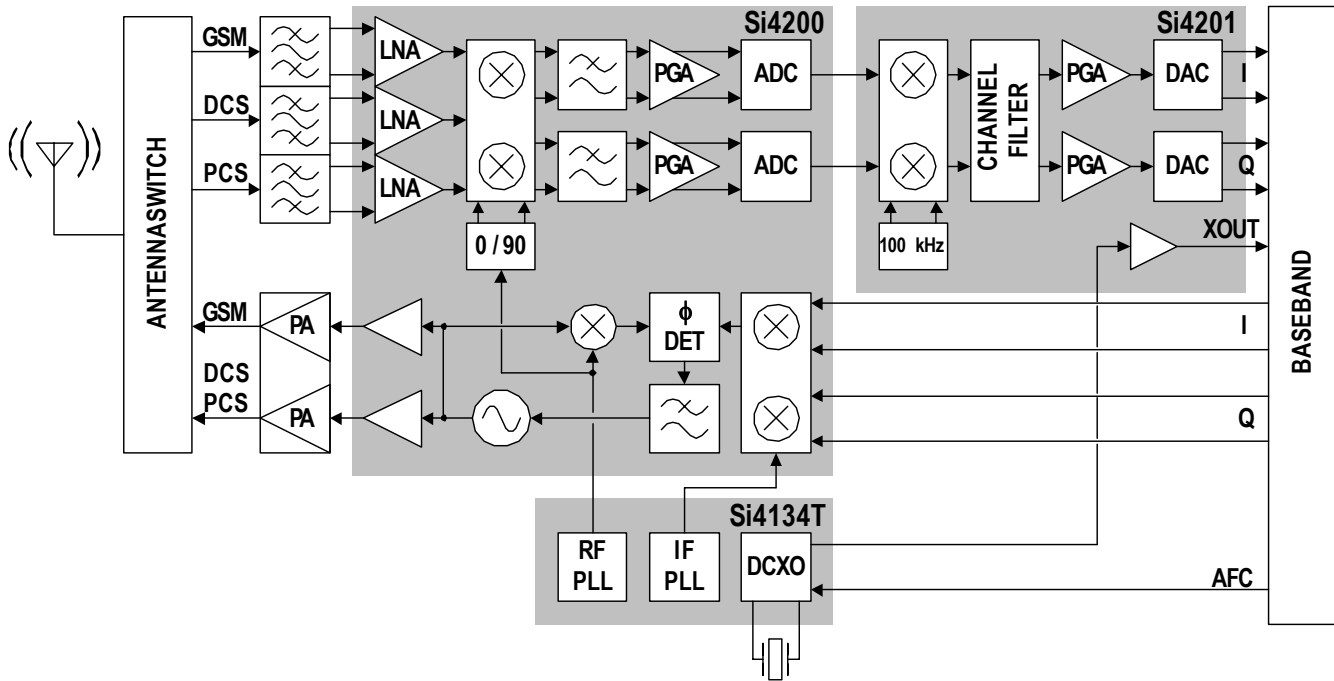 Si4200
Si4201
GSM
DCS
PCS
ANTENNASWITCH
LNA
LNA
LNA
PGA
PGA
ADC
ADC
0 / 90
CHANNEL
FILTER
100 kHz
PGA
PGA
DAC
DAC
I
Q
XOUT
BASEBAND
GSM
DCS
PCS
PA
PA
ϕ
DET
I
Q
Si4134T
RF
PLL
IF
PLL
DCXO
AFC